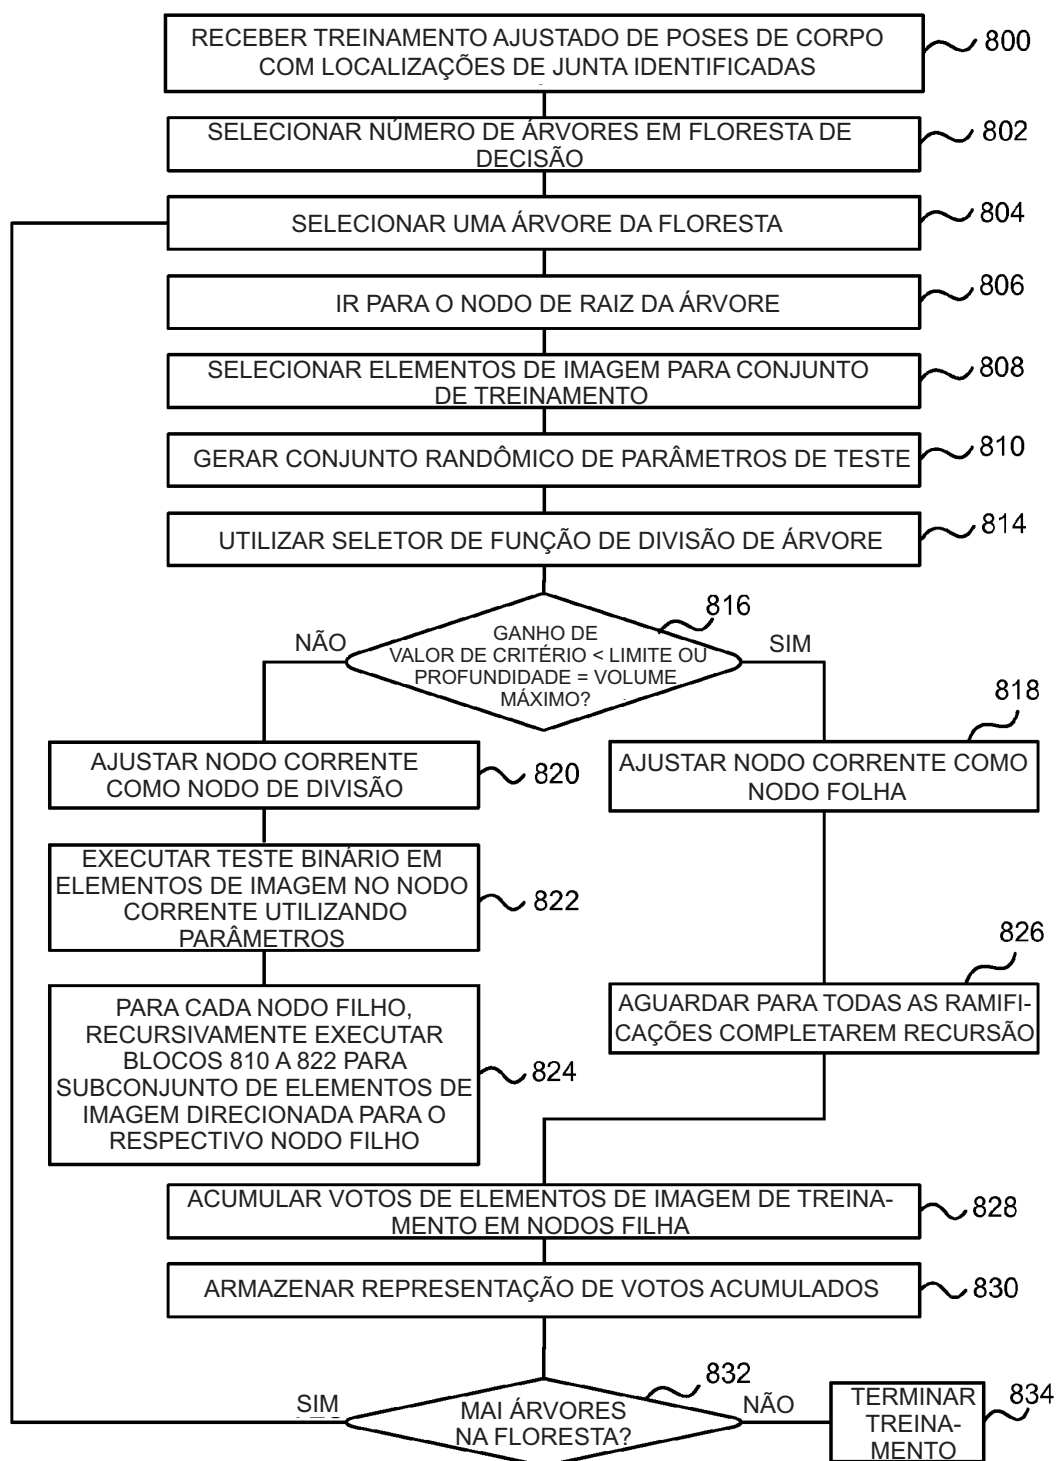 RECEBER TREINAMENTO AJUSTADO DE POSES DE CORPO
COM LOCALIZAÇÕES DE JUNTA IDENTIFICADAS
800
SELECIONAR NÚMERO DE ÁRVORES EM FLORESTA DE
DECISÃO
802
SELECIONAR UMA ÁRVORE DA FLORESTA
804
IR PARA O NODO DE RAIZ DA ÁRVORE
806
SELECIONAR ELEMENTOS DE IMAGEM PARA CONJUNTO
DE TREINAMENTO
808
GERAR CONJUNTO RANDÔMICO DE PARÂMETROS DE TESTE
810
UTILIZAR SELETOR DE FUNÇÃO DE DIVISÃO DE ÁRVORE
814
816
NÃO
GANHO DE
VALOR DE CRITÉRIO < LIMITE OU
PROFUNDIDADE = VOLUME
MÁXIMO?
SIM
818
AJUSTAR NODO CORRENTE
COMO NODO DE DIVISÃO
820
AJUSTAR NODO CORRENTE COMO
NODO FOLHA
EXECUTAR TESTE BINÁRIO EM
ELEMENTOS DE IMAGEM NO NODO
CORRENTE UTILIZANDO
PARÂMETROS
822
826
AGUARDAR PARA TODAS AS RAMIFI-
CAÇÕES COMPLETAREM RECURSÃO
PARA CADA NODO FILHO,
RECURSIVAMENTE EXECUTAR
BLOCOS 810 A 822 PARA
SUBCONJUNTO DE ELEMENTOS DE
IMAGEM DIRECIONADA PARA O
RESPECTIVO NODO FILHO
824
ACUMULAR VOTOS DE ELEMENTOS DE IMAGEM DE TREINA-
MENTO EM NODOS FILHA
828
ARMAZENAR REPRESENTAÇÃO DE VOTOS ACUMULADOS
830
832
SIM
MAI ÁRVORES
NA FLORESTA?
NÃO
TERMINAR
TREINA-
MENTO
834